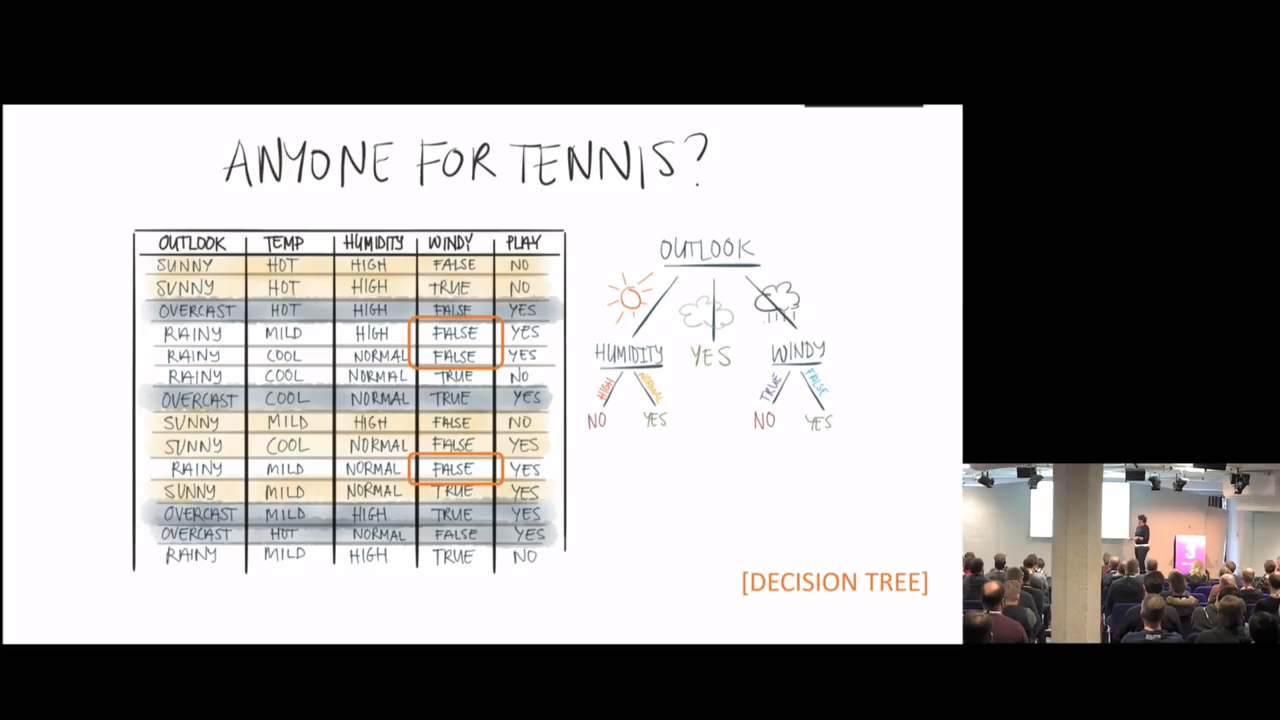 ANYONE FOR TENNIS?
OUTLOOK TEMP HUMIDITY WINDY PLAY
SUNNY HOT HIGH FALSE NO
SUNNY HOT HIGH TRUE NO
OVERCAST HOT HIGH FALSE YES
RAINY MILD HIGH FALSE YES
RAINY COOL NORMAL FALSE YES
RAINY COOL NORMAL TRUE NO
OVERCAST COOL NORMAL TRUE YES
SUNNY MILD HIGH FALSE NO
SUNNY COOL NORMAL FALSE YES
RAINY MILD NORMAL FALSE YES
SUNNY MILD NORMAL TRUE YES
OVERCAST MILD HIGH TRUE YES
OVERCAST HOT NORMAL FALSE YES
RAINY MILD HIGH TRUE NO
OUTLOOK
HUMIDITY YES WINDY
HIGH NORMAL TRUE FALSE
NO YES NO YES
[DECISION TREE]